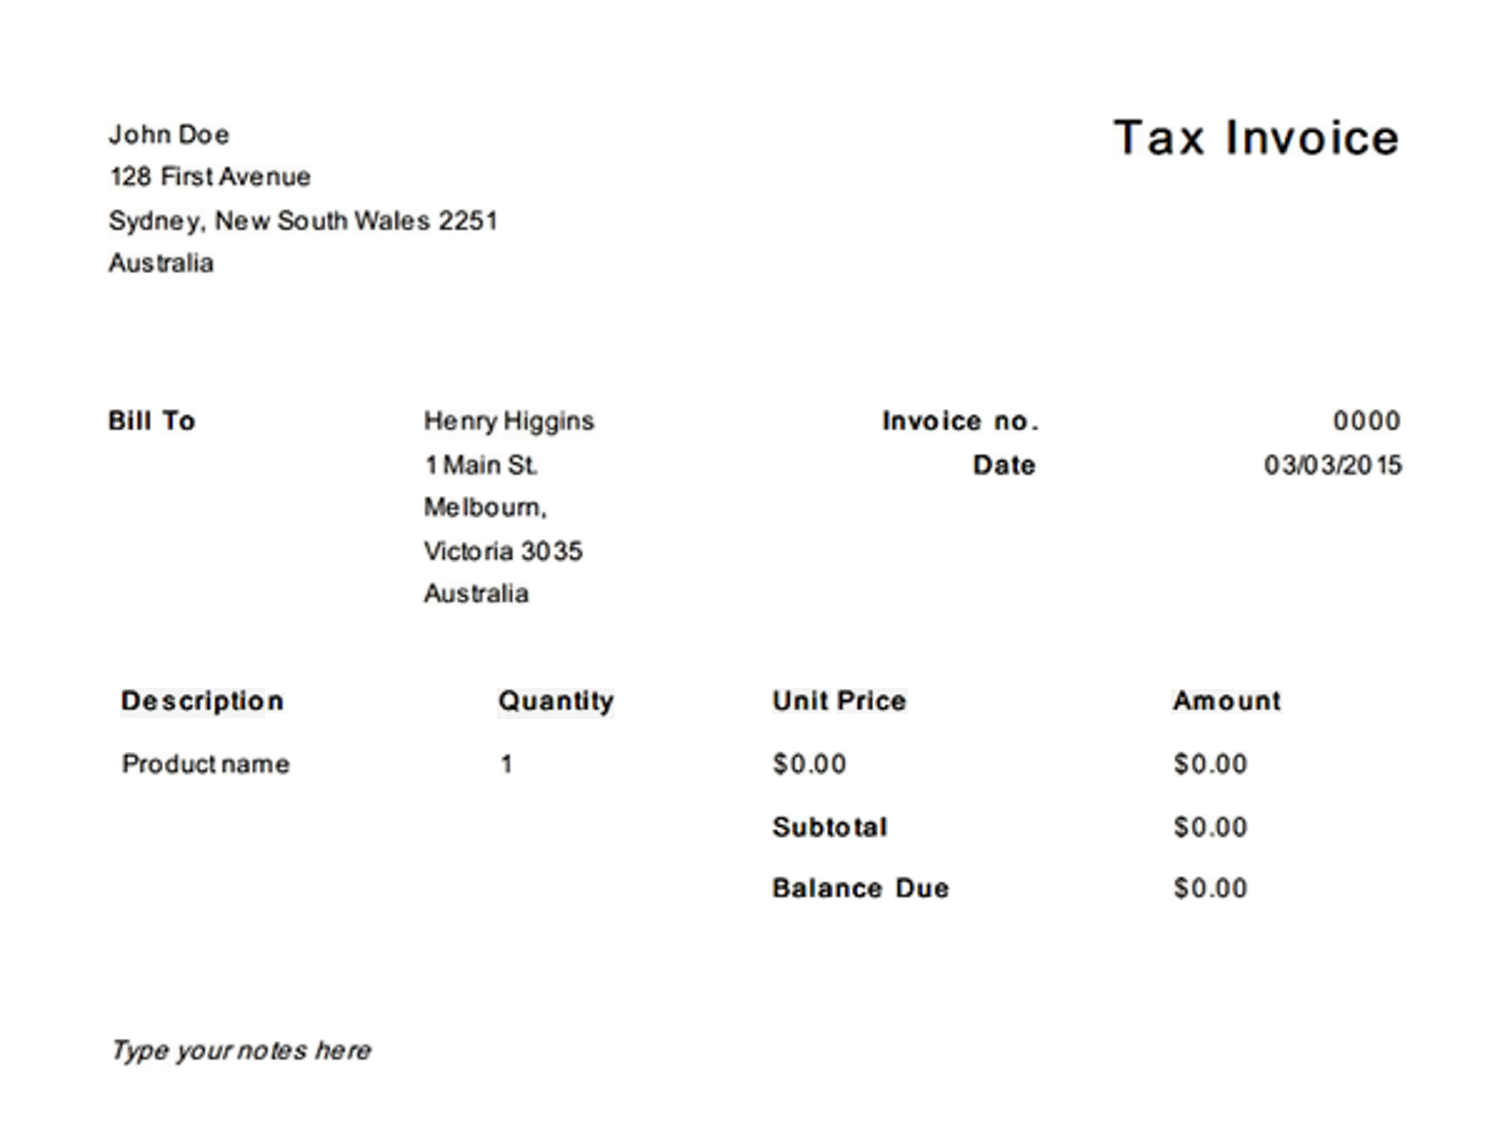 John Doe
Tax Invoice
128 First Avenue
Sydney, New South Wales 2251
Australia
Bill To Henry Higgins Invoice no. 0000
1 Main St. Date 03/03/2015
Melbourn,
Victoria 3035
Australia
Description Quantity Unit Price Amount
Product name 1 $0.00 $0.00
Subtotal $0.00
Balance Due $0.00
Type your notes here